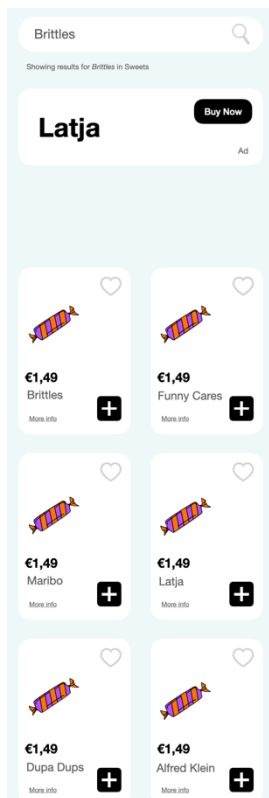 Brittles
Showing results for Brittles in Sweets
Buy Now
Latja
Ad
€1,49
Brittles
More info
€1,49
Funny Cares
More info
€1,49
Maribo
More info
€1,49
Latja
More info
€1,49
Dupa Dups
More info
€1,49
Alfred Klein
More info